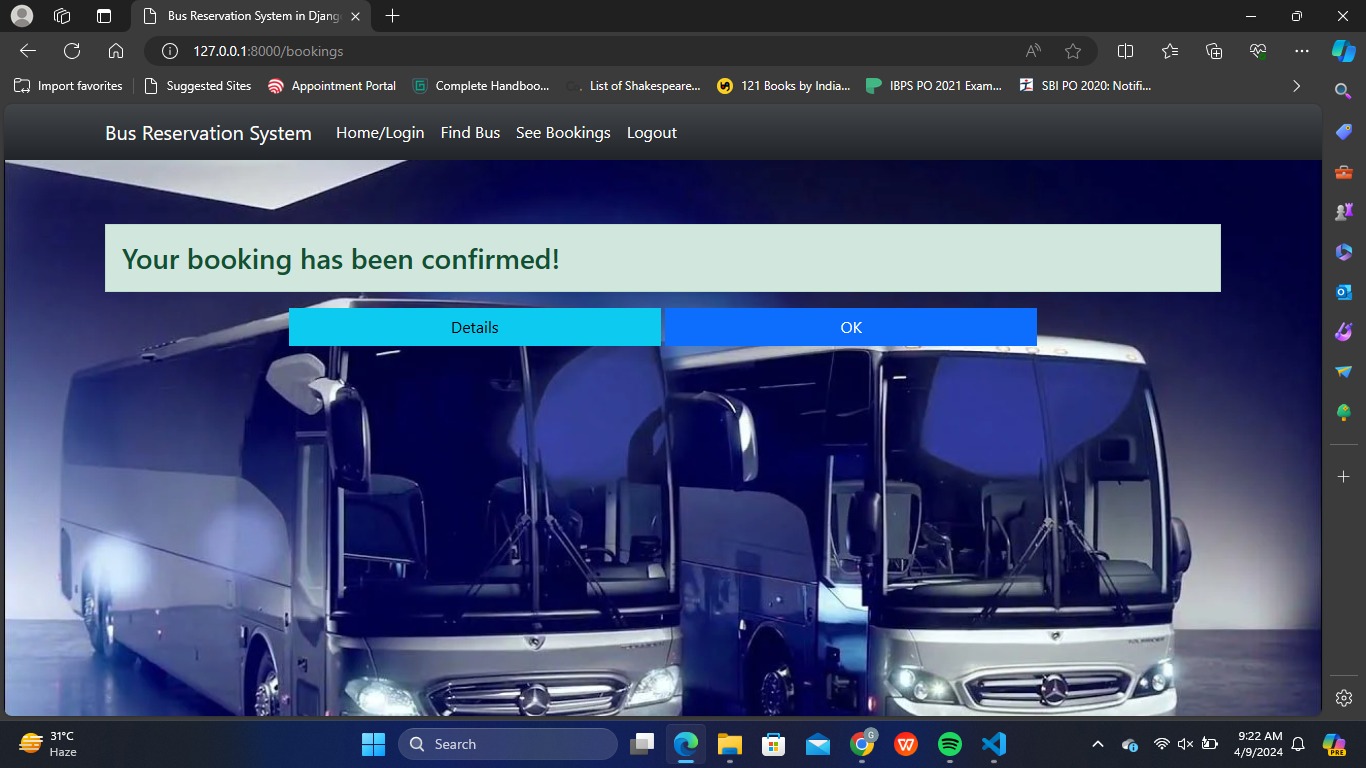 Bus Reservation System in Djang
127.0.0.1:8000/bookings
Import favorites
Suggested Sites
Appointment Portal
Complete Handboo...
List of Shakespeare...
121 Books by India...
IBPS PO 2021 Exam...
SBI PO 2020: Notifi...
Bus Reservation System Home/Login Find Bus See Bookings Logout
Your booking has been confirmed!
Details
OK
31°C
Haze
Search
G
9:22 AM
4/9/2024
PRE